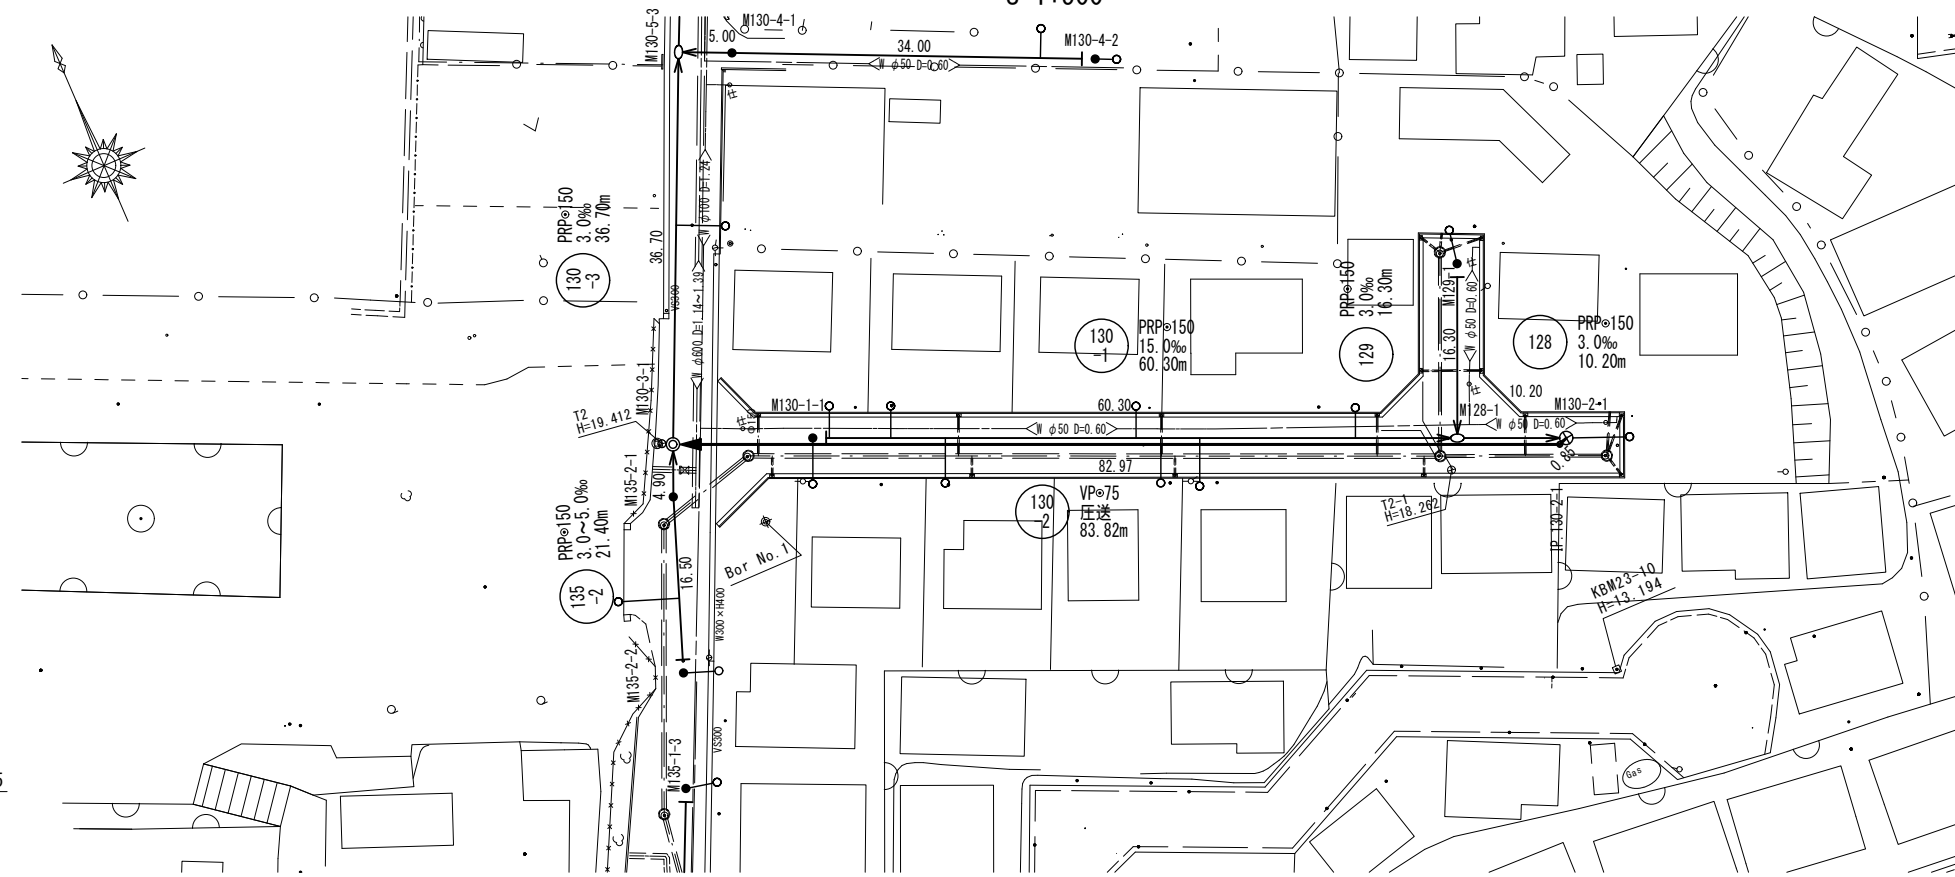 M130-5-3
M130-4-1
5.00
34.00
M130-4-2
W φ50 D=0.60
W φ100 D=1.24
PRP◎150
3.0‰
36.70m
130
-3
36.70
VS300
W φ600 D=1.14～1.39
M130-3-1
T2
H=19.412
130
-1
PRP◎150
15.0‰
60.30m
PRP◎150
3.0‰
16.30m
129
M129-1
16.30
W φ50 D=0.60
128
PRP◎150
3.0‰
10.20m
10.20
M130-1-1
60.30
W φ50 D=0.60
M128-1
M130-2-1
W φ50 D=0.60
0.85
82.97
M135-2-1
4.90
130
-2
VP◎75
圧送
83.82m
T2-1
H=18.262
IP.130-2-1
PRP◎150
3.0～5.0‰
21.40m
135
-2
16.50
Bor No.1
W300×H400
KBM23-10
H=13.194
M135-2-2
VS300
M135-1-3
Gas